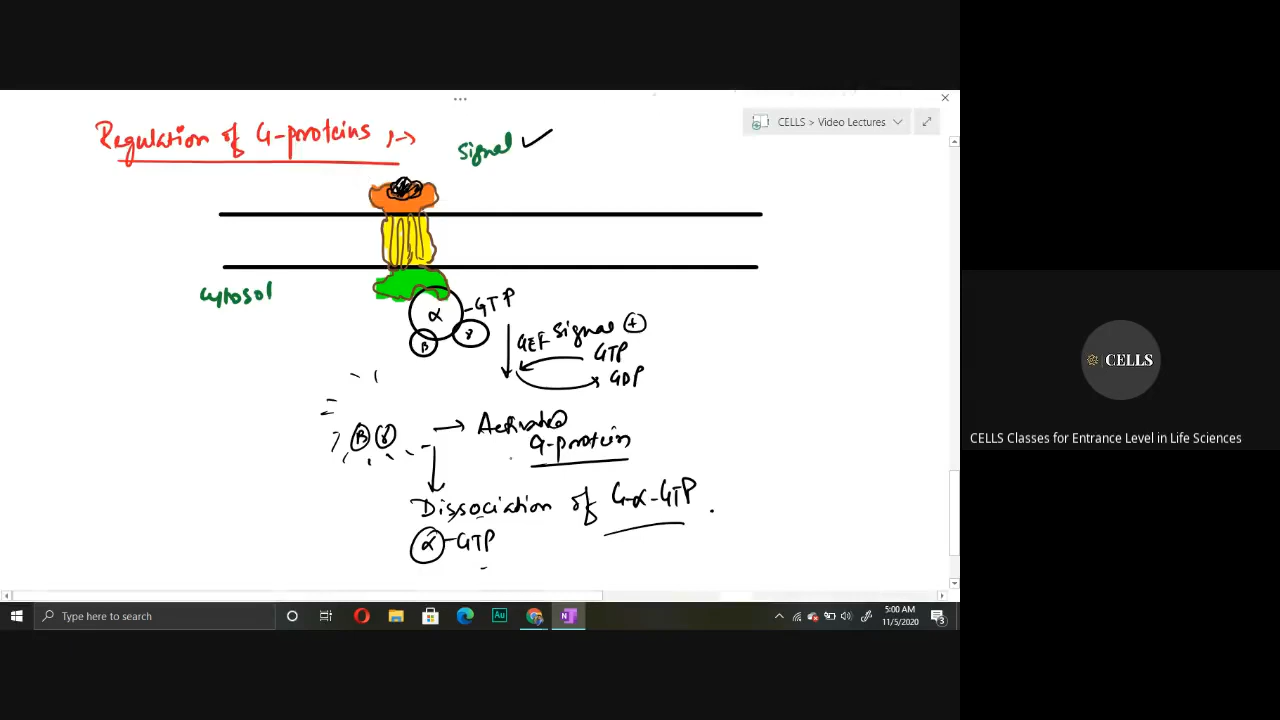 CELLS > Video Lectures
Regulation of G-proteins :->
Signal ✓
Cytosol
α -GTP
β γ
GEF Signal (+)
GTP
GDP
β γ
→ Activated
G-protein
Dissociation of G-α-GTP.
α-GTP
CELLS
CELLS Classes for Entrance Level in Life Sciences
Type here to search
Au
5:00 AM
11/5/2020
3